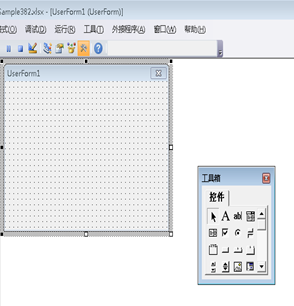 Sample382.xlsx - [UserForm1 (UserForm)]
式(O) 调试(D) 运行(R) 工具(T) 外接程序(A) 窗口(W) 帮助(H)
UserForm1
工具箱
控件
A ab|